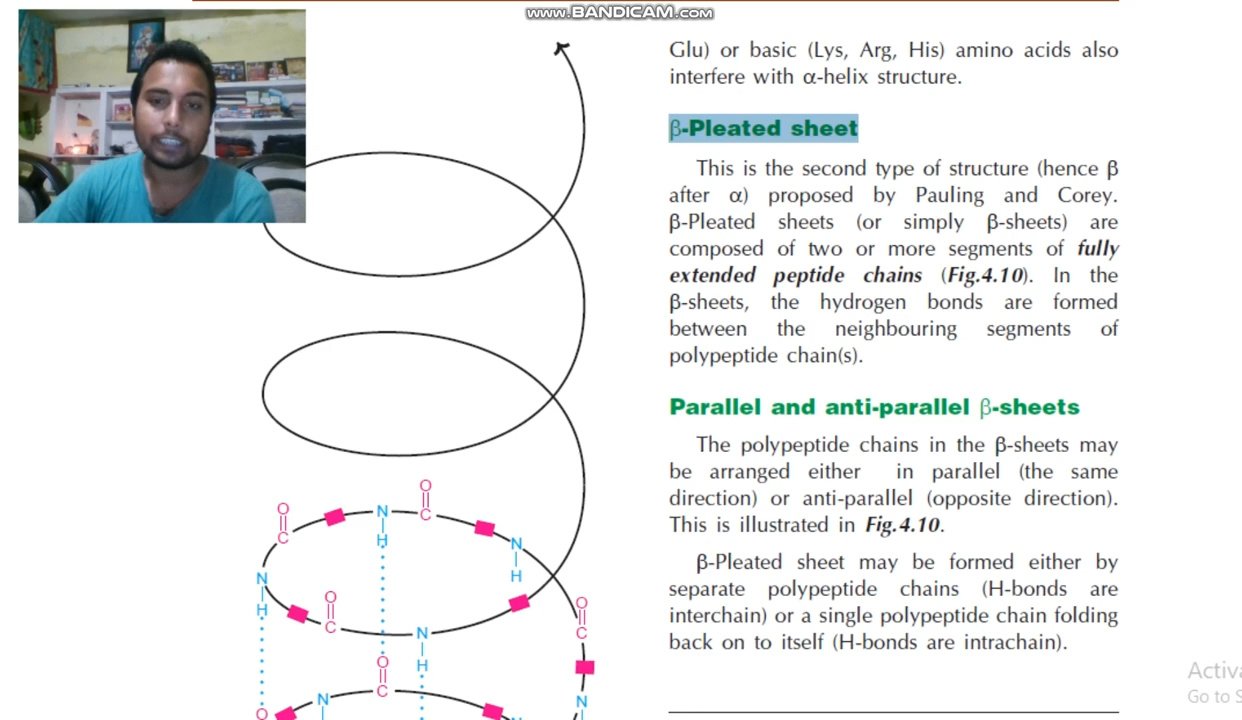 www.BANDICAM.com
Glu) or basic (Lys, Arg, His) amino acids also
interfere with α-helix structure.
β-Pleated sheet
This is the second type of structure (hence β
after α) proposed by Pauling and Corey.
β-Pleated sheets (or simply β-sheets) are
composed of two or more segments of fully
extended peptide chains (Fig.4.10). In the
β-sheets, the hydrogen bonds are formed
between the neighbouring segments of
polypeptide chain(s).
Parallel and anti-parallel β-sheets
The polypeptide chains in the β-sheets may
be arranged either in parallel (the same
direction) or anti-parallel (opposite direction).
This is illustrated in Fig.4.10.
β-Pleated sheet may be formed either by
separate polypeptide chains (H-bonds are
interchain) or a single polypeptide chain folding
back on to itself (H-bonds are intrachain).
O
C
N
H
O
C
N
H
N
H
O
C
N
H
O
C
O
C
N
N
O